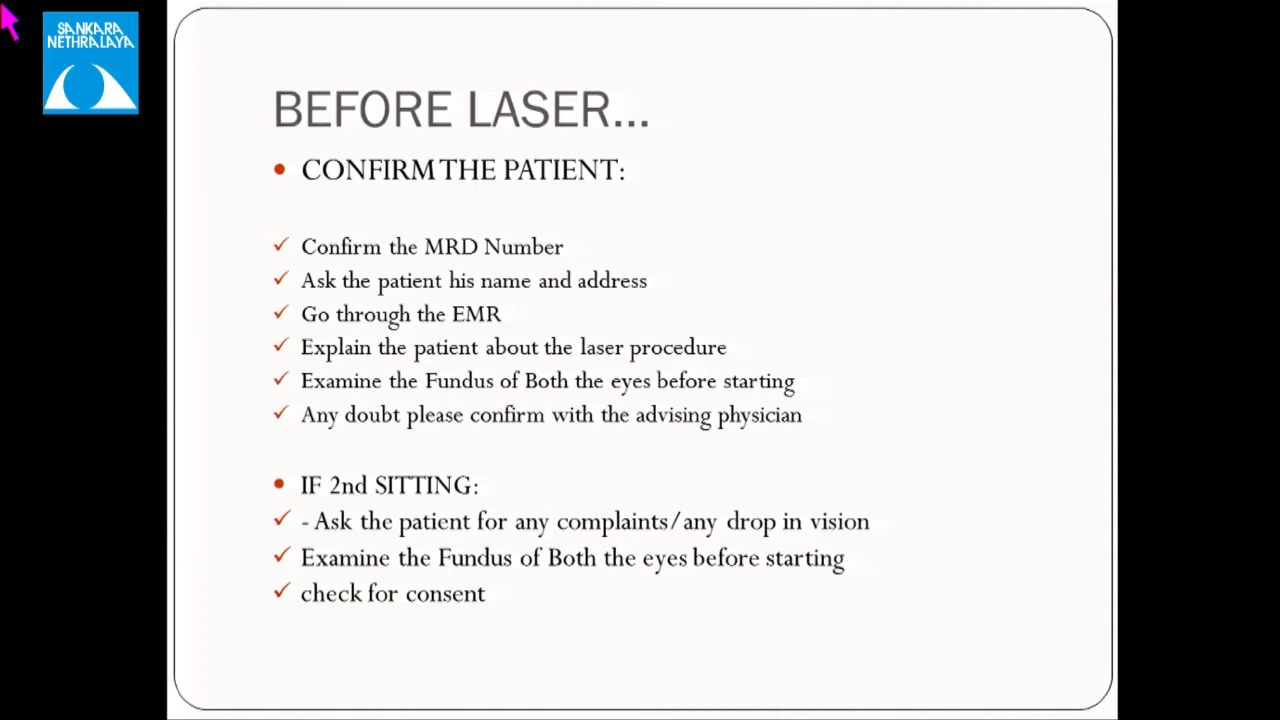 SANKARA
NETHRALAYA
BEFORE LASER...
• CONFIRM THE PATIENT:
✓ Confirm the MRD Number
✓ Ask the patient his name and address
✓ Go through the EMR
✓ Explain the patient about the laser procedure
✓ Examine the Fundus of Both the eyes before starting
✓ Any doubt please confirm with the advising physician
• IF 2nd SITTING:
✓ - Ask the patient for any complaints/any drop in vision
✓ Examine the Fundus of Both the eyes before starting
✓ check for consent